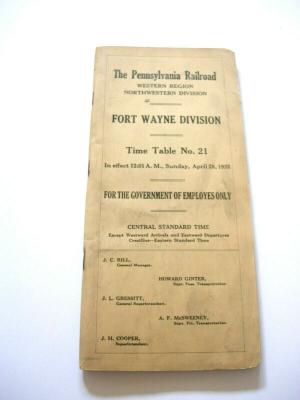 The Pennsylvania Railroad
WESTERN REGION
NORTHWESTERN DIVISION
FORT WAYNE DIVISION
Time Table No. 21
In effect 12:01 A. M., Sunday, April 28, 1935
FOR THE GOVERNMENT OF EMPLOYES ONLY
CENTRAL STANDARD TIME
Except Westward Arrivals and Eastward Departures
Crestline—Eastern Standard Time
J. C. RILL,
General Manager.
HOWARD GINTER,
Supt. Pass. Transportation.
J. L. GRESSITT,
General Superintendent.
A. F. McSWEENEY,
Supt. Frt. Transportation.
J. H. COOPER,
Superintendent.